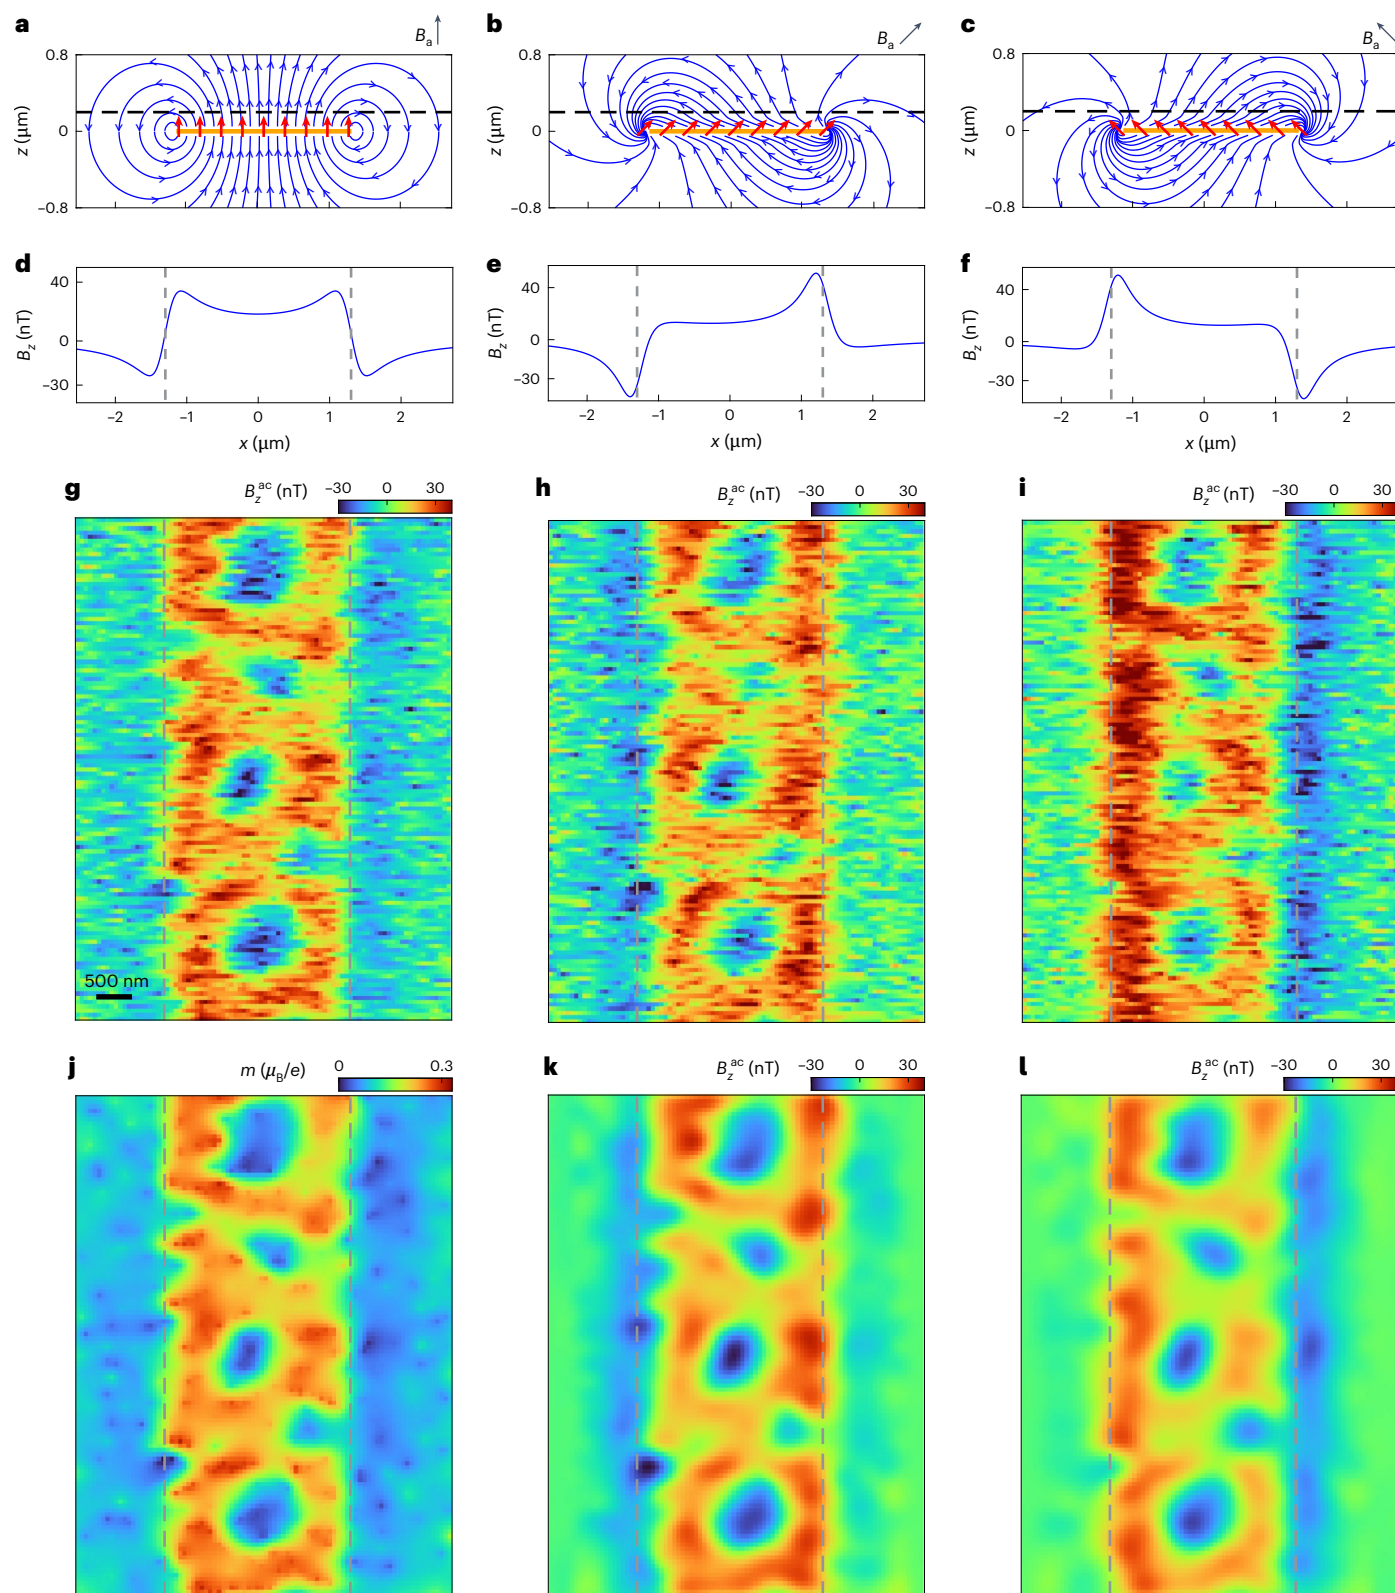 a
b
c
Bₐ
Bₐ
Bₐ
0.8
0
−0.8
z (μm)
0.8
0
−0.8
z (μm)
0.8
0
−0.8
z (μm)
d
e
f
40
0
−30
B_z (nT)
−2 −1 0 1 2
x (μm)
40
0
−30
B_z (nT)
−2 −1 0 1 2
x (μm)
40
0
−30
B_z (nT)
−2 −1 0 1 2
x (μm)
g
B_z^ac (nT) −30 0 30
500 nm
h
B_z^ac (nT) −30 0 30
i
B_z^ac (nT) −30 0 30
j
m (μ_B/e) 0 0.3
k
B_z^ac (nT) −30 0 30
l
B_z^ac (nT) −30 0 30